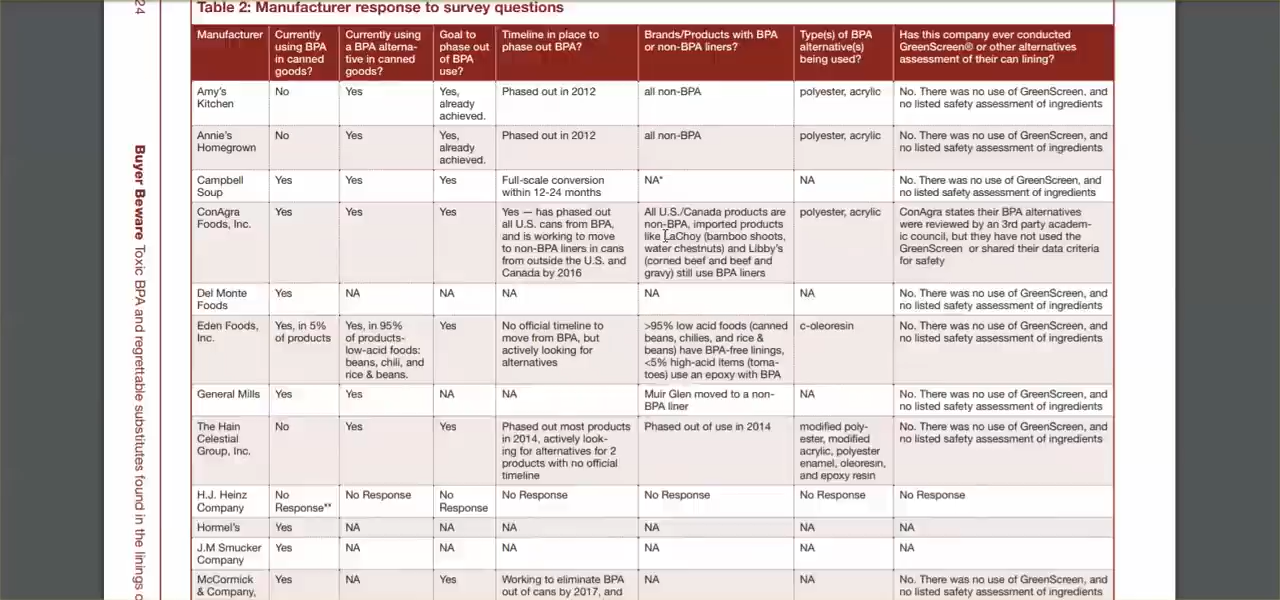 24
Buyer Beware Toxic BPA and regrettable substitutes found in the linings
Table 2: Manufacturer response to survey questions
Manufacturer
Currently
using BPA
in canned
goods?
Currently using
a BPA alterna-
tive in canned
goods?
Goal to
phase out
of BPA
use?
Timeline in place to
phase out BPA?
Brands/Products with BPA
or non-BPA liners?
Type(s) of BPA
alternative(s)
being used?
Has this company ever conducted
GreenScreen® or other alternatives
assessment of their can lining?
Amy's
Kitchen
No
Yes
Yes,
already
achieved.
Phased out in 2012
all non-BPA
polyester, acrylic
No. There was no use of GreenScreen, and
no listed safety assessment of ingredients
Annie's
Homegrown
No
Yes
Yes,
already
achieved.
Phased out in 2012
all non-BPA
polyester, acrylic
No. There was no use of GreenScreen, and
no listed safety assessment of ingredients
Campbell
Soup
Yes
Yes
Yes
Full-scale conversion
within 12-24 months
NA*
NA
No. There was no use of GreenScreen, and
no listed safety assessment of ingredients
ConAgra
Foods, Inc.
Yes
Yes
Yes
Yes — has phased out
all U.S. cans from BPA,
and is working to move
to non-BPA liners in cans
from outside the U.S. and
Canada by 2016
All U.S./Canada products are
non-BPA, imported products
like LaChoy (bamboo shoots,
water chestnuts) and Libby's
(corned beef and beef and
gravy) still use BPA liners
polyester, acrylic
ConAgra states their BPA alternatives
were reviewed by an 3rd party academ-
ic council, but they have not used the
GreenScreen or shared their data criteria
for safety
Del Monte
Foods
Yes
NA
NA
NA
NA
NA
No. There was no use of GreenScreen, and
no listed safety assessment of ingredients
Eden Foods,
Inc.
Yes, in 5%
of products
Yes, in 95%
of products-
low-acid foods:
beans, chili, and
rice & beans.
Yes
No official timeline to
move from BPA, but
actively looking for
alternatives
>95% low acid foods (canned
beans, chilies, and rice &
beans) have BPA-free linings,
<5% high-acid items (toma-
toes) use an epoxy with BPA
c-oleoresin
No. There was no use of GreenScreen, and
no listed safety assessment of ingredients
General Mills
Yes
Yes
NA
NA
Muir Glen moved to a non-
BPA liner
NA
No. There was no use of GreenScreen, and
no listed safety assessment of ingredients
The Hain
Celestial
Group, Inc.
No
Yes
Yes
Phased out most products
in 2014, actively look-
ing for alternatives for 2
products with no official
timeline
Phased out of use in 2014
modified poly-
ester, modified
acrylic, polyester
enamel, oleoresin,
and epoxy resin
No. There was no use of GreenScreen, and
no listed safety assessment of ingredients
H.J. Heinz
Company
No
Response**
No Response
No
Response
No Response
No Response
No Response
No Response
Hormel's
Yes
NA
NA
NA
NA
NA
NA
J.M Smucker
Company
Yes
NA
NA
NA
NA
NA
NA
McCormick
& Company,
Yes
NA
Yes
Working to eliminate BPA
out of cans by 2017, and
NA
NA
No. There was no use of GreenScreen, and
no listed safety assessment of ingredients